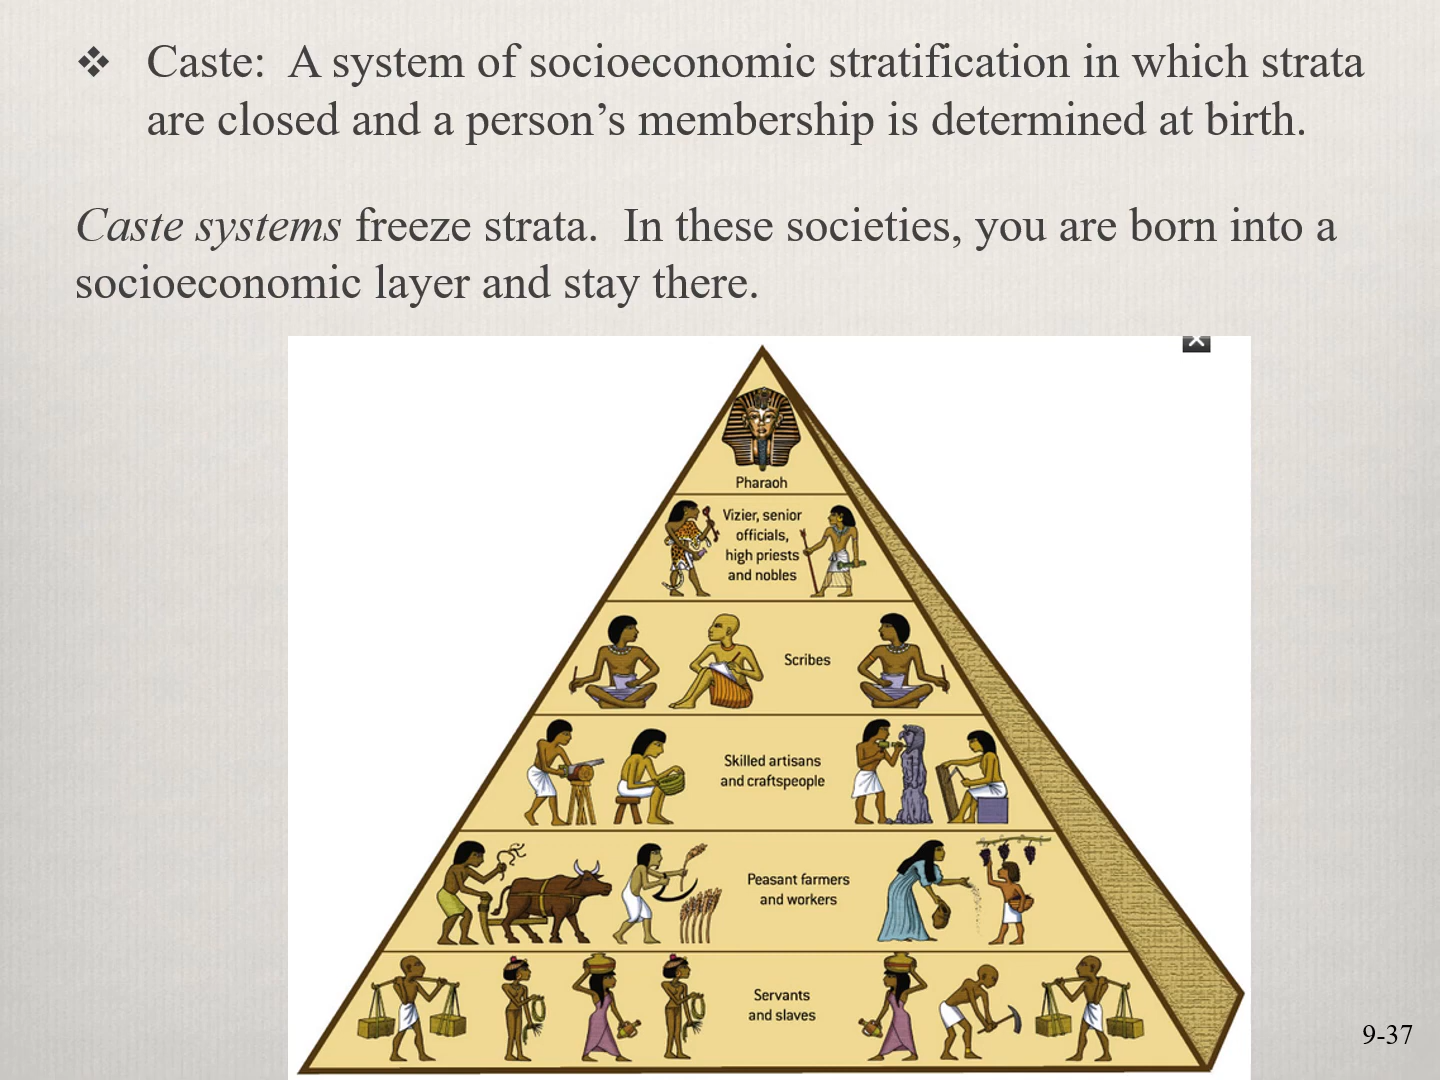 ❖ Caste:  A system of socioeconomic stratification in which strata
are closed and a person’s membership is determined at birth.
Caste systems freeze strata.  In these societies, you are born into a
socioeconomic layer and stay there.
Pharaoh
Vizier, senior
officials,
high priests
and nobles
Scribes
Skilled artisans
and craftspeople
Peasant farmers
and workers
Servants
and slaves
9-37